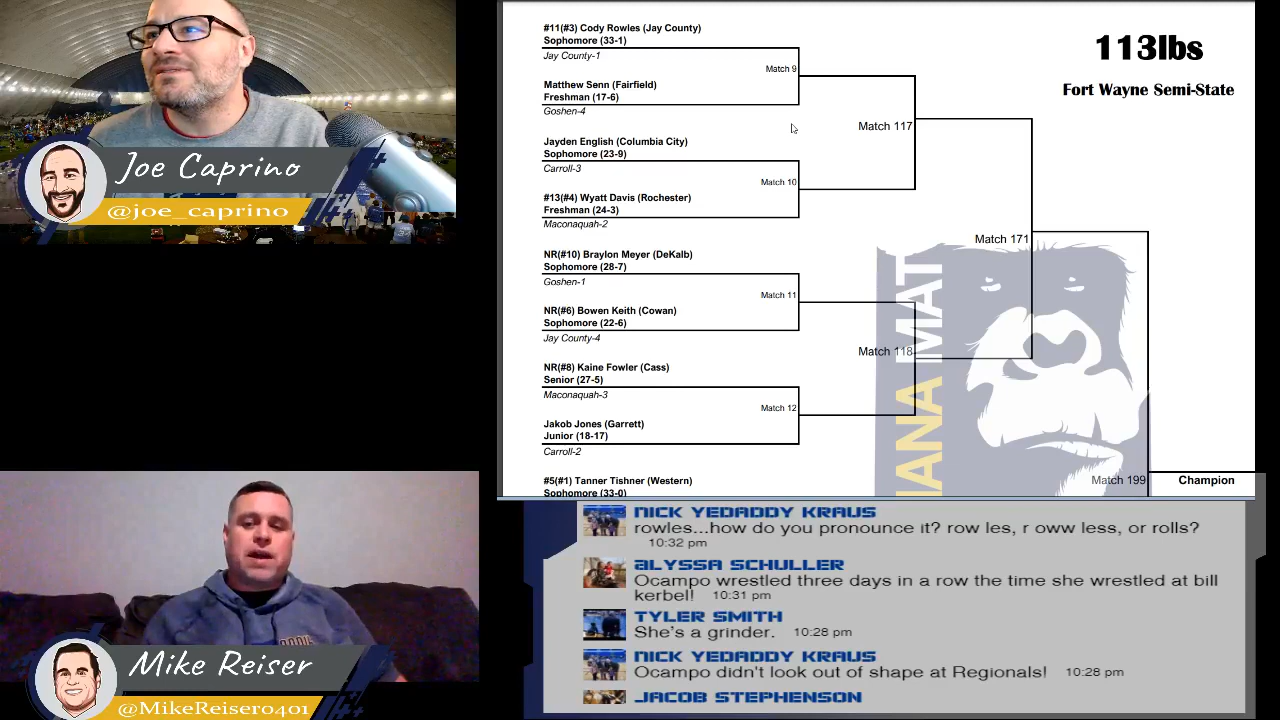 Joe Caprino
@joe_caprino
113lbs
Fort Wayne Semi-State
#11(#3) Cody Rowles (Jay County)
Sophomore (33-1)
Jay County-1
Match 9
Matthew Senn (Fairfield)
Freshman (17-6)
Goshen-4
Match 117
Jayden English (Columbia City)
Sophomore (23-9)
Carroll-3
Match 10
#13(#4) Wyatt Davis (Rochester)
Freshman (24-3)
Maconaquah-2
Match 171
NR(#10) Braylon Meyer (DeKalb)
Sophomore (28-7)
Goshen-1
Match 11
NR(#6) Bowen Keith (Cowan)
Sophomore (22-6)
Jay County-4
Match 118
NR(#8) Kaine Fowler (Cass)
Senior (27-5)
Maconaquah-3
Match 12
Jakob Jones (Garrett)
Junior (18-17)
Carroll-2
#5(#1) Tanner Tishner (Western)
Sophomore (33-0)
Match 199
Champion
IANA MAT
Mike Reiser
@MikeReiser0401
NICK YEDADDY KRAUS
rowles...how do you pronounce it? row les, r oww less, or rolls?
10:32 pm
ALYSSA SCHULLER
Ocampo wrestled three days in a row the time she wrestled at bill
kerbel! 10:31 pm
TYLER SMITH
She's a grinder. 10:28 pm
NICK YEDADDY KRAUS
Ocampo didn't look out of shape at Regionals! 10:28 pm
JACOB STEPHENSON